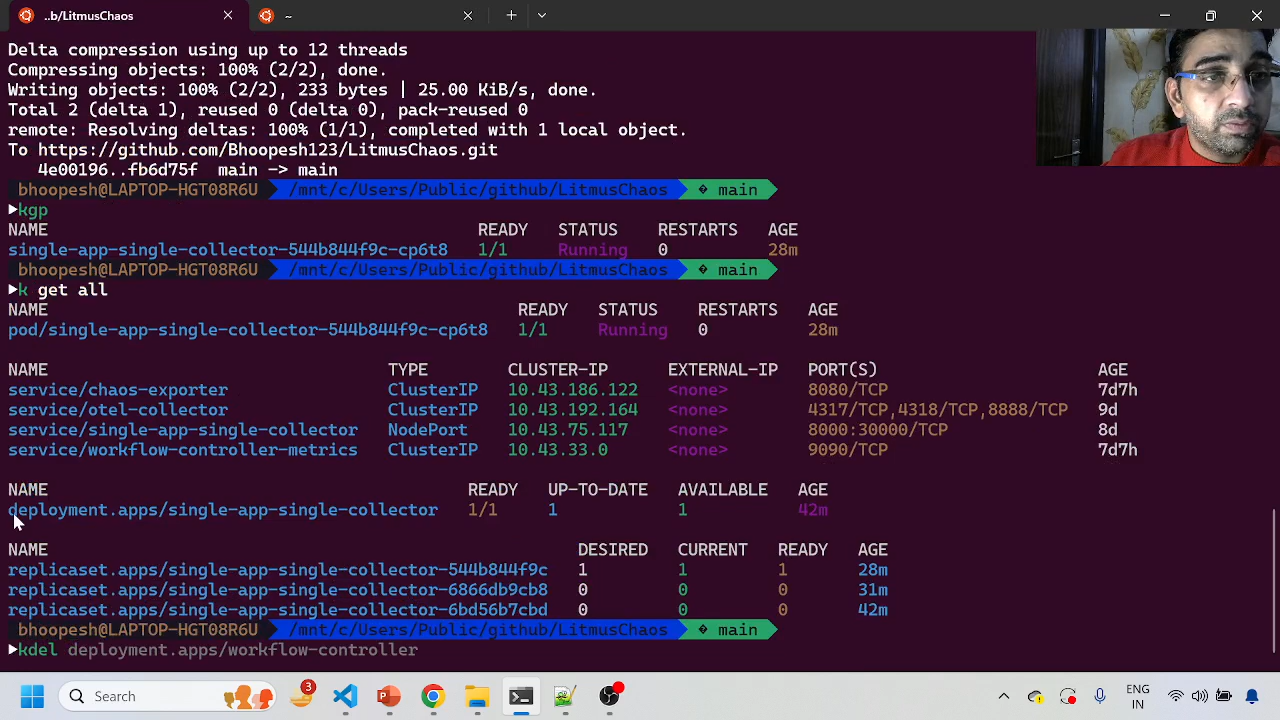 ..b/LitmusChaos
~
Delta compression using up to 12 threads
Compressing objects: 100% (2/2), done.
Writing objects: 100% (2/2), 233 bytes | 25.00 KiB/s, done.
Total 2 (delta 1), reused 0 (delta 0), pack-reused 0
remote: Resolving deltas: 100% (1/1), completed with 1 local object.
To https://github.com/Bhoopesh123/LitmusChaos.git
4e00196..fb6d75f main -> main
bhoopesh@LAPTOP-HGT08R6U /mnt/c/Users/Public/github/LitmusChaos main
kgp
NAME READY STATUS RESTARTS AGE
single-app-single-collector-544b844f9c-cp6t8 1/1 Running 0 28m
bhoopesh@LAPTOP-HGT08R6U /mnt/c/Users/Public/github/LitmusChaos main
k get all
NAME READY STATUS RESTARTS AGE
pod/single-app-single-collector-544b844f9c-cp6t8 1/1 Running 0 28m
NAME TYPE CLUSTER-IP EXTERNAL-IP PORT(S) AGE
service/chaos-exporter ClusterIP 10.43.186.122 <none> 8080/TCP 7d7h
service/otel-collector ClusterIP 10.43.192.164 <none> 4317/TCP,4318/TCP,8888/TCP 9d
service/single-app-single-collector NodePort 10.43.75.117 <none> 8000:30000/TCP 8d
service/workflow-controller-metrics ClusterIP 10.43.33.0 <none> 9090/TCP 7d7h
NAME READY UP-TO-DATE AVAILABLE AGE
deployment.apps/single-app-single-collector 1/1 1 1 42m
NAME DESIRED CURRENT READY AGE
replicaset.apps/single-app-single-collector-544b844f9c 1 1 1 28m
replicaset.apps/single-app-single-collector-6866db9cb8 0 0 0 31m
replicaset.apps/single-app-single-collector-6bd56b7cbd 0 0 0 42m
bhoopesh@LAPTOP-HGT08R6U /mnt/c/Users/Public/github/LitmusChaos main
kdel deployment.apps/workflow-controller
Search
3
ENG
IN